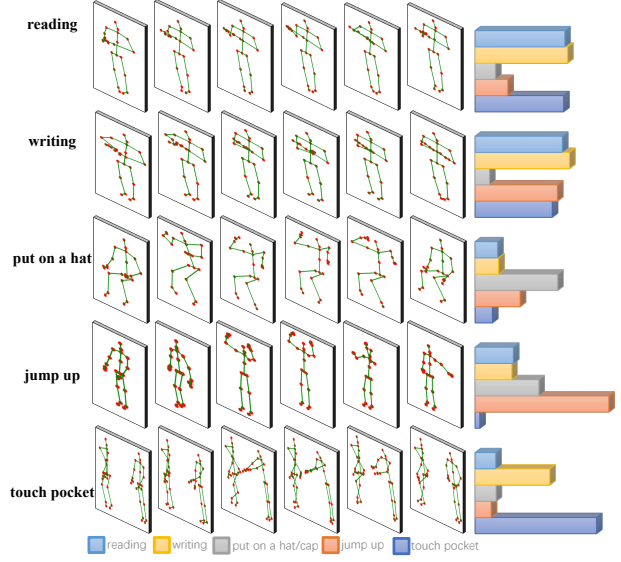 reading
writing
put on a hat
jump up
touch pocket
reading writing put on a hat/cap jump up touch pocket